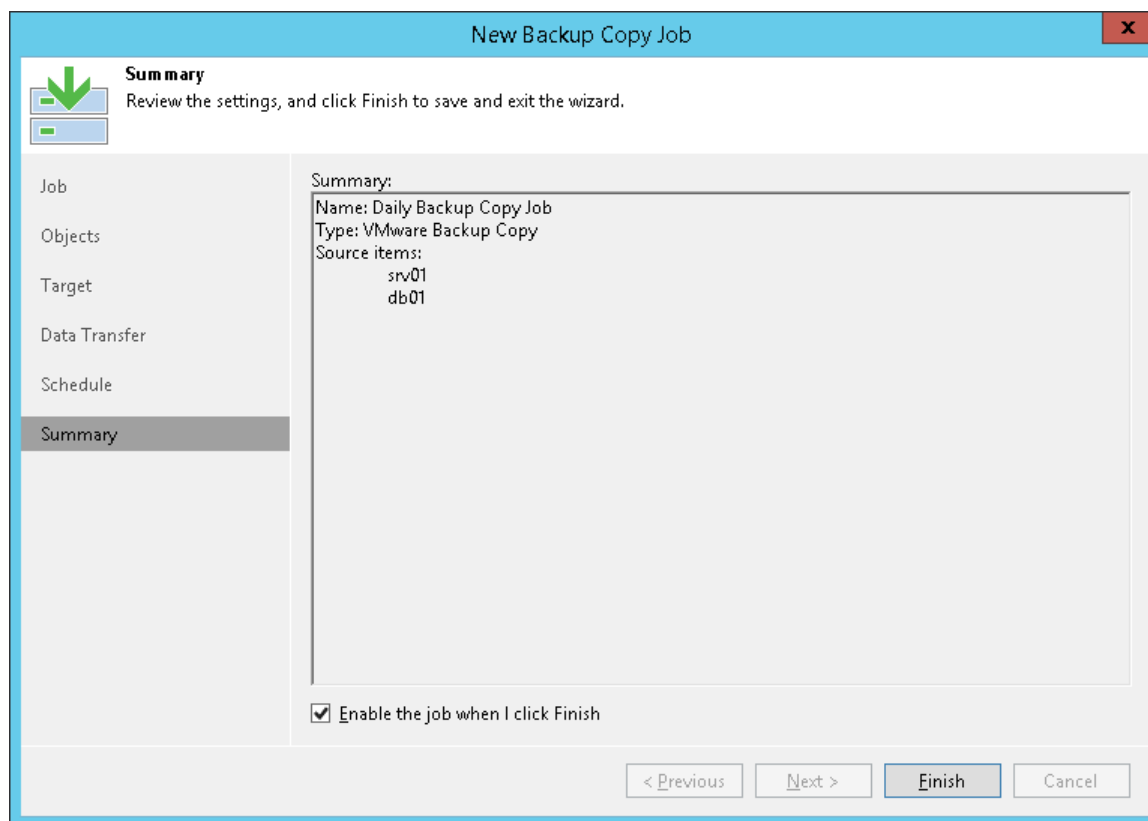 New Backup Copy Job
x
Summary
Review the settings, and click Finish to save and exit the wizard.
Job
Objects
Target
Data Transfer
Schedule
Summary
Summary:
Name: Daily Backup Copy Job
Type: VMware Backup Copy
Source items:
srv01
db01
Enable the job when I click Finish
< Previous
Next >
Finish
Cancel